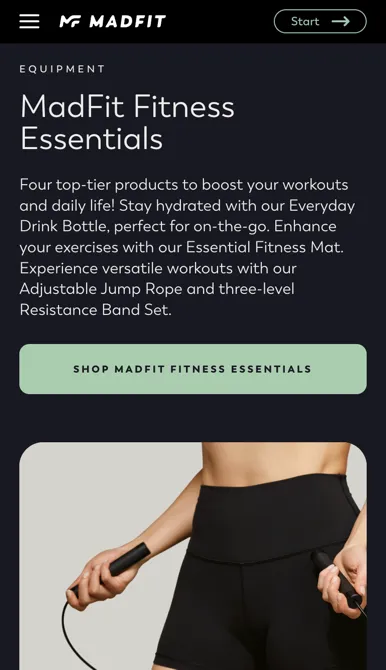 MADFIT
Start
EQUIPMENT
MadFit Fitness
Essentials
Four top-tier products to boost your workouts
and daily life! Stay hydrated with our Everyday
Drink Bottle, perfect for on-the-go. Enhance
your exercises with our Essential Fitness Mat.
Experience versatile workouts with our
Adjustable Jump Rope and three-level
Resistance Band Set.
SHOP MADFIT FITNESS ESSENTIALS